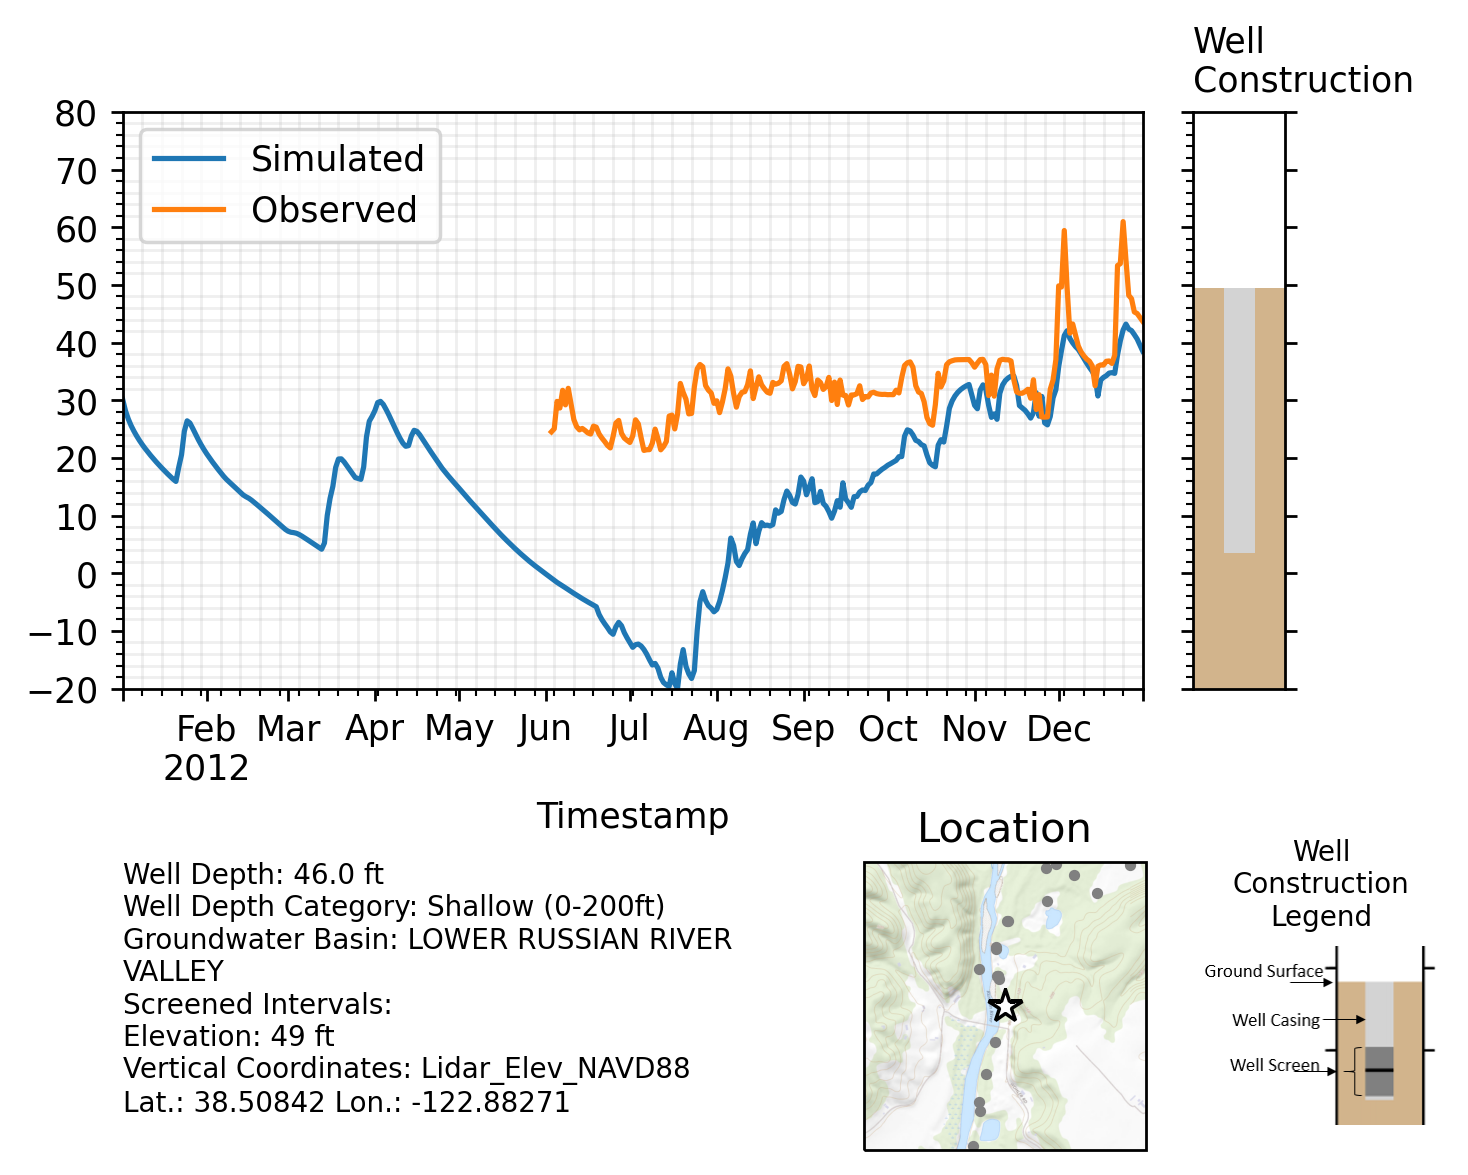 Well
Construction
80
70
60
50
40
30
20
10
0
−10
−20
Simulated
Observed
Feb Mar Apr May Jun Jul Aug Sep Oct Nov Dec
2012
Timestamp
Well Depth: 46.0 ft
Well Depth Category: Shallow (0-200ft)
Groundwater Basin: LOWER RUSSIAN RIVER
VALLEY
Screened Intervals:
Elevation: 49 ft
Vertical Coordinates: Lidar_Elev_NAVD88
Lat.: 38.50842 Lon.: -122.88271
Location
Well
Construction
Legend
Ground Surface
Well Casing
Well Screen